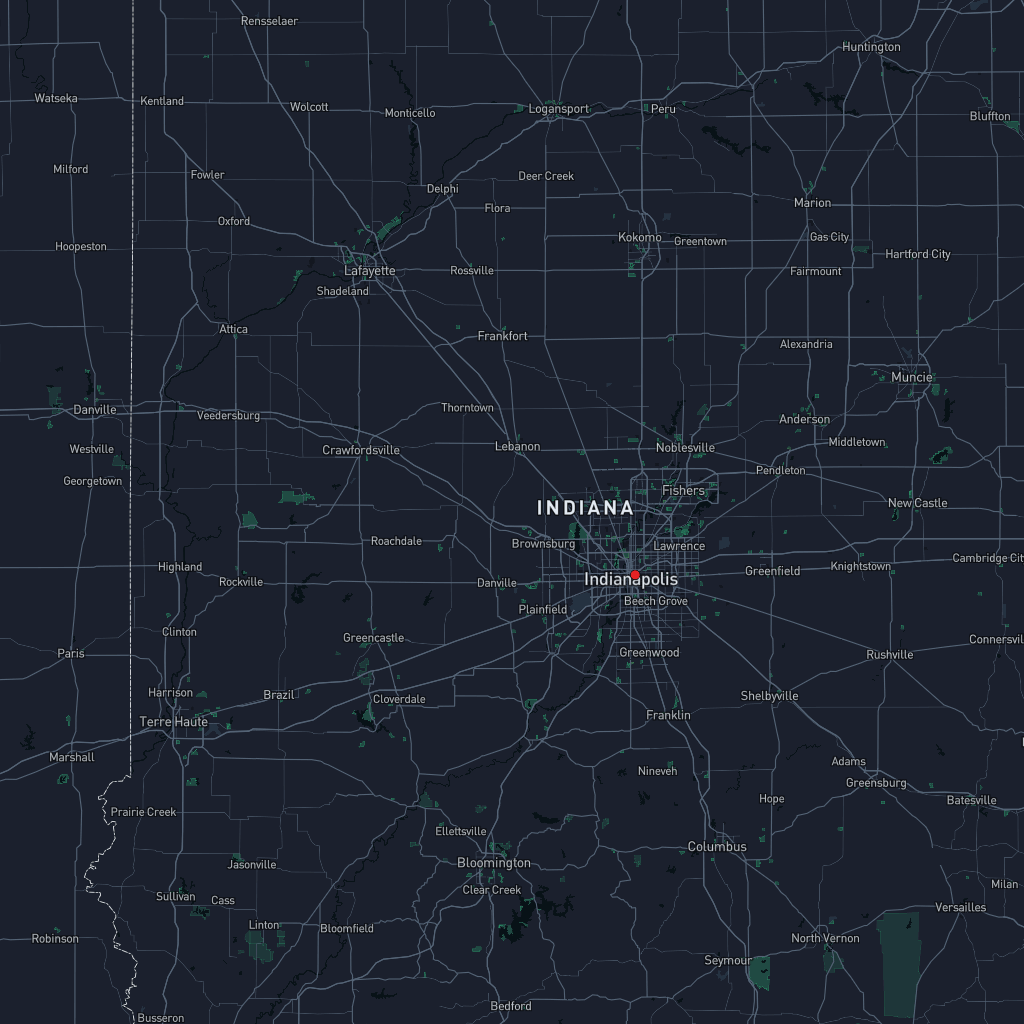 Rensselaer
Huntington
Watseka
Kentland
Wolcott
Monticello
Logansport
Peru
Bluffton
Milford
Fowler
Delphi
Deer Creek
Marion
Oxford
Flora
Hoopeston
Kokomo
Greentown
Gas City
Hartford City
Lafayette
Rossville
Fairmount
Shadeland
Attica
Frankfort
Alexandria
Muncie
Danville
Veedersburg
Thorntown
Anderson
Westville
Crawfordsville
Lebanon
Noblesville
Middletown
Georgetown
Pendleton
Fishers
INDIANA
New Castle
Roachdale
Brownsburg
Lawrence
Highland
Rockville
Danville
Indianapolis
Greenfield
Knightstown
Cambridge City
Plainfield
Beech Grove
Clinton
Greencastle
Connersvi
Paris
Greenwood
Rushville
Harrison
Brazil
Cloverdale
Shelbyville
Terre Haute
Franklin
Marshall
Nineveh
Adams
Greensburg
Prairie Creek
Hope
Batesville
Ellettsville
Columbus
Jasonville
Bloomington
Clear Creek
Milan
Sullivan
Cass
Versailles
Robinson
Linton
Bloomfield
North Vernon
Seymour
Busseron
Bedford